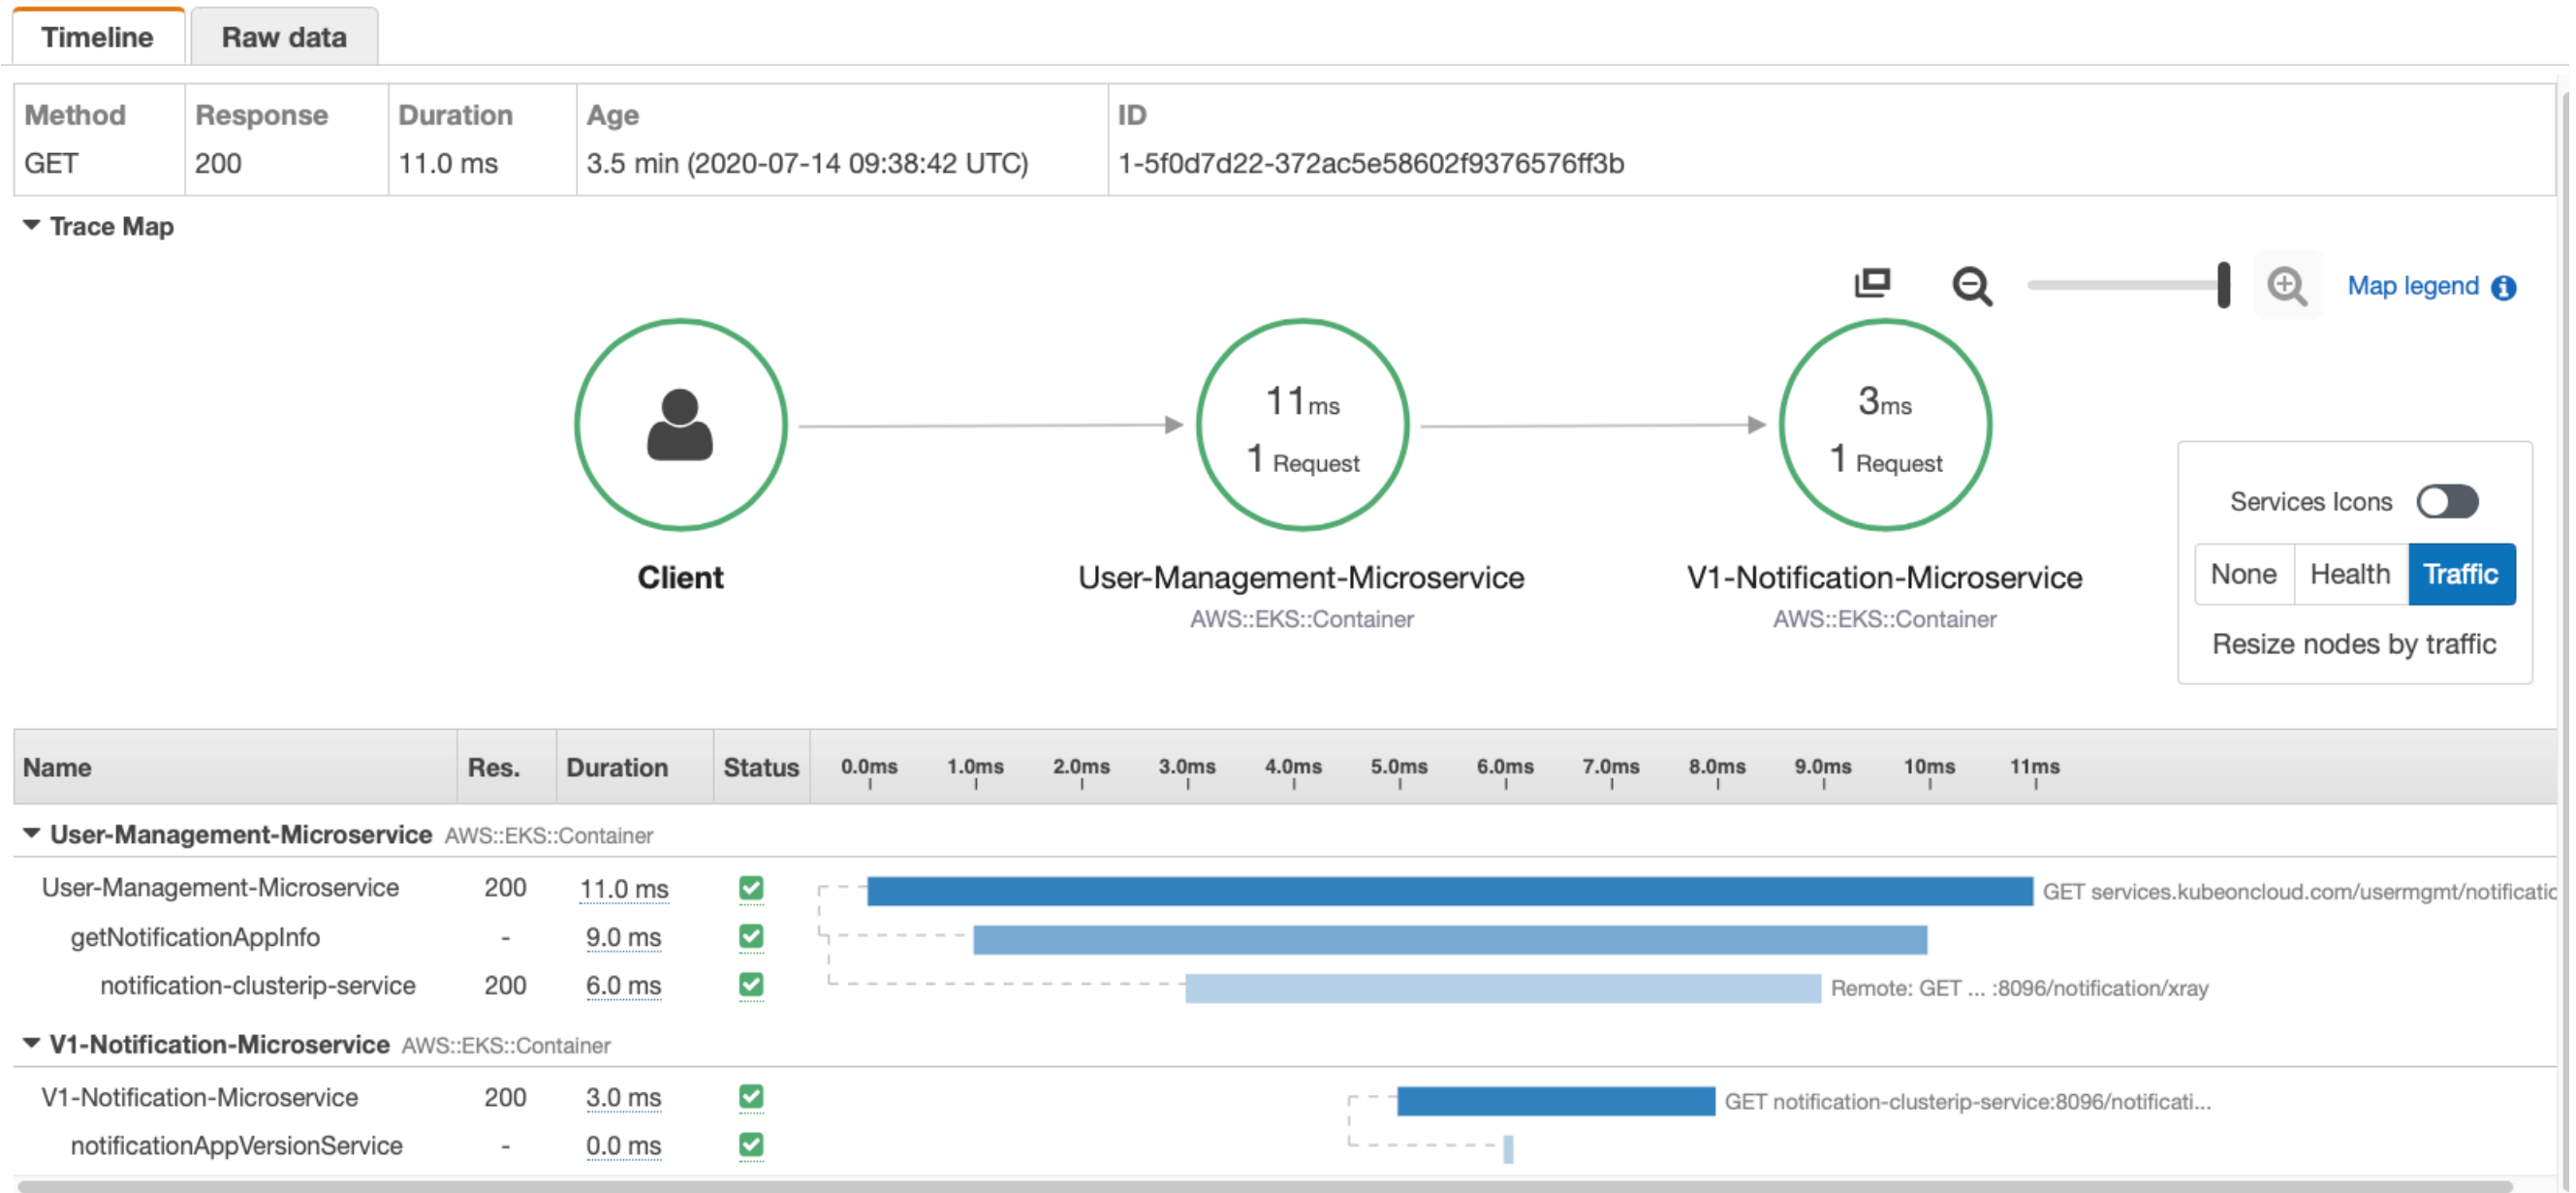 Timeline Raw data
Method Response Duration Age ID
GET 200 11.0 ms 3.5 min (2020-07-14 09:38:42 UTC) 1-5f0d7d22-372ac5e58602f9376576ff3b
Trace Map
Map legend
11ms 3ms
1 Request 1 Request
Services Icons
Client User-Management-Microservice V1-Notification-Microservice None Health Traffic
AWS::EKS::Container AWS::EKS::Container
Resize nodes by traffic
Name Res. Duration Status 0.0ms 1.0ms 2.0ms 3.0ms 4.0ms 5.0ms 6.0ms 7.0ms 8.0ms 9.0ms 10ms 11ms
User-Management-Microservice AWS::EKS::Container
User-Management-Microservice 200 11.0 ms GET services.kubeoncloud.com/usermgmt/notificatio
getNotificationAppInfo - 9.0 ms
notification-clusterip-service 200 6.0 ms Remote: GET ... :8096/notification/xray
V1-Notification-Microservice AWS::EKS::Container
V1-Notification-Microservice 200 3.0 ms GET notification-clusterip-service:8096/notificati...
notificationAppVersionService - 0.0 ms